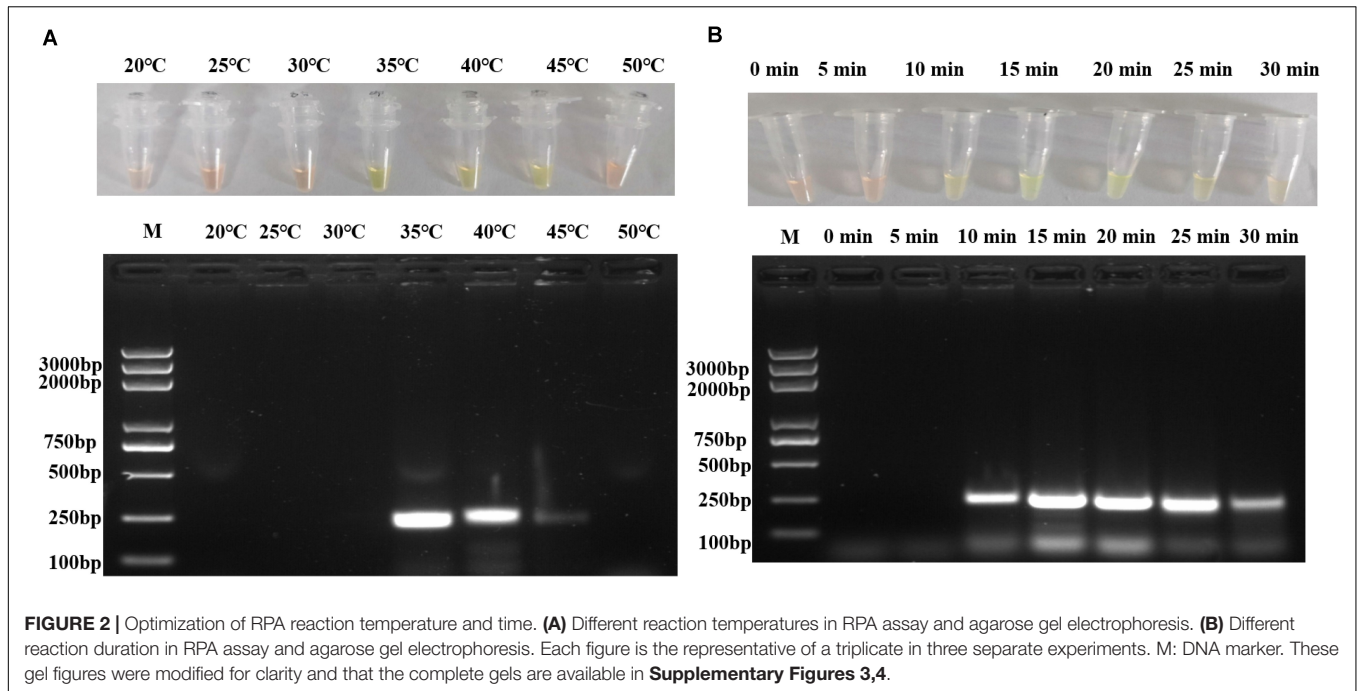 A
20°C 25°C 30°C 35°C 40°C 45°C 50°C
M 20°C 25°C 30°C 35°C 40°C 45°C 50°C
3000bp
2000bp
750bp
500bp
250bp
100bp
B
0 min 5 min 10 min 15 min 20 min 25 min 30 min
M 0 min 5 min 10 min 15 min 20 min 25 min 30 min
3000bp
2000bp
750bp
500bp
250bp
100bp
FIGURE 2 | Optimization of RPA reaction temperature and time. (A) Different reaction temperatures in RPA assay and agarose gel electrophoresis. (B) Different
reaction duration in RPA assay and agarose gel electrophoresis. Each figure is the representative of a triplicate in three separate experiments. M: DNA marker. These
gel figures were modified for clarity and that the complete gels are available in Supplementary Figures 3,4.